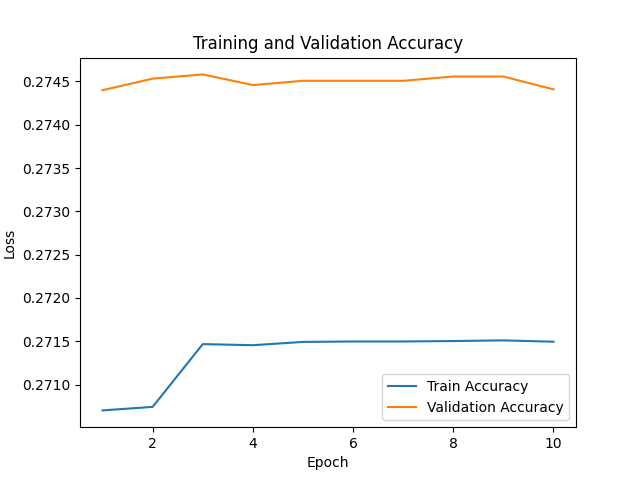 Training and Validation Accuracy
0.2745
0.2740
0.2735
0.2730
0.2725
0.2720
0.2715
0.2710
Loss
2
4
6
8
10
Epoch
Train Accuracy
Validation Accuracy